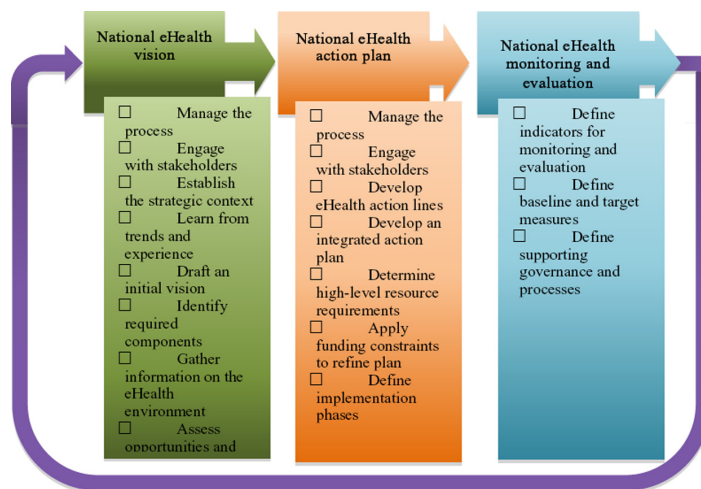 National eHealth
vision
☐ Manage the
process
☐ Engage
with stakeholders
☐ Establish
the strategic context
☐ Learn from
trends and
experience
☐ Draft an
initial vision
☐ Identify
required
components
☐ Gather
information on the
eHealth
environment
☐ Assess
opportunities and
National eHealth
action plan
☐ Manage the
process
☐ Engage
with stakeholders
☐ Develop
eHealth action lines
☐ Develop an
integrated action
plan
☐ Determine
high-level resource
requirements
☐ Apply
funding constraints
to refine plan
☐ Define
implementation
phases
National eHealth
monitoring and
evaluation
☐ Define
indicators for
monitoring and
evaluation
☐ Define
baseline and target
measures
☐ Define
supporting
governance and
processes